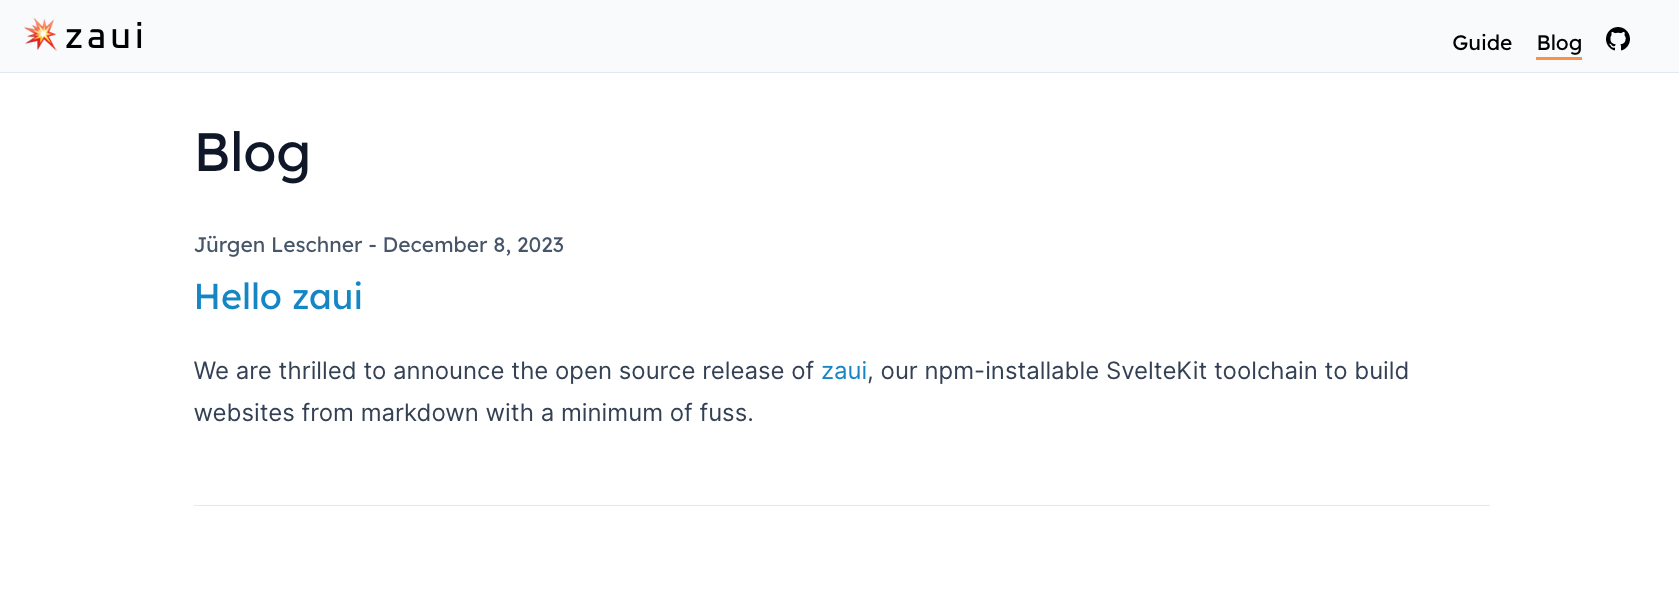 zaui
Guide Blog
Blog
Jürgen Leschner - December 8, 2023
Hello zaui
We are thrilled to announce the open source release of zaui, our npm-installable SvelteKit toolchain to build
websites from markdown with a minimum of fuss.